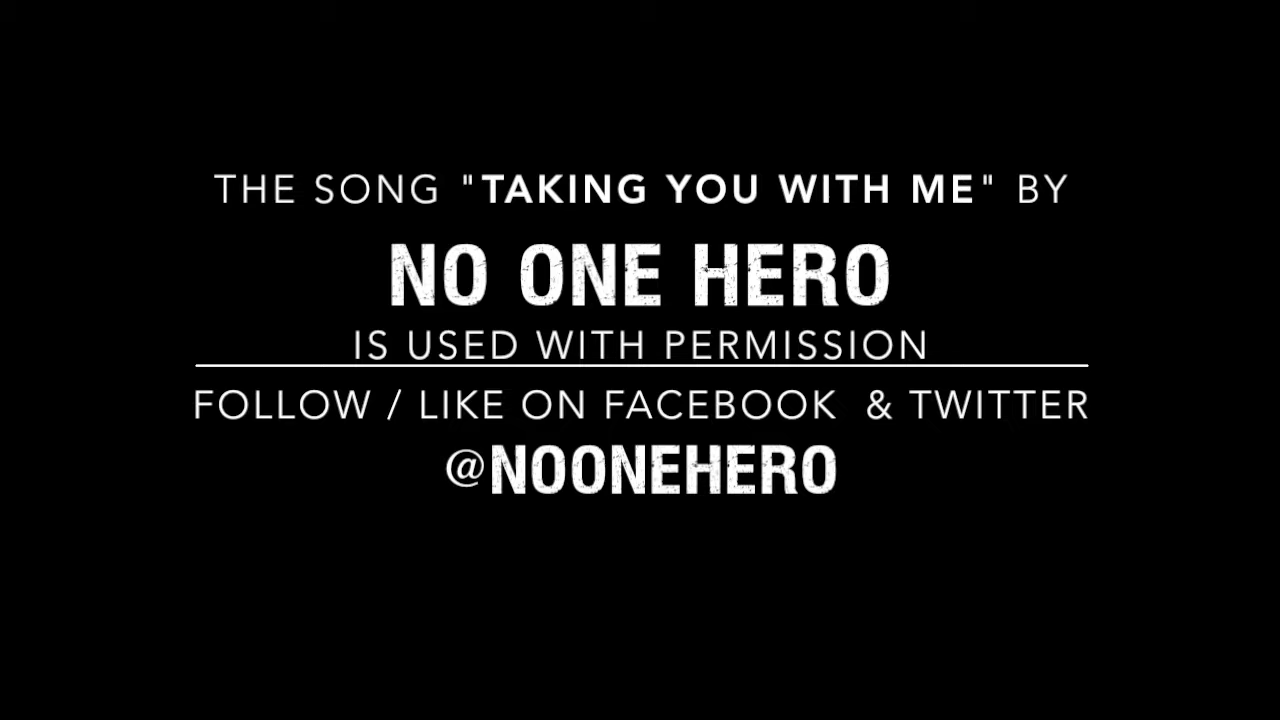 THE SONG "TAKING YOU WITH ME" BY
NO ONE HERO
IS USED WITH PERMISSION
FOLLOW / LIKE ON FACEBOOK & TWITTER
@NOONEHERO